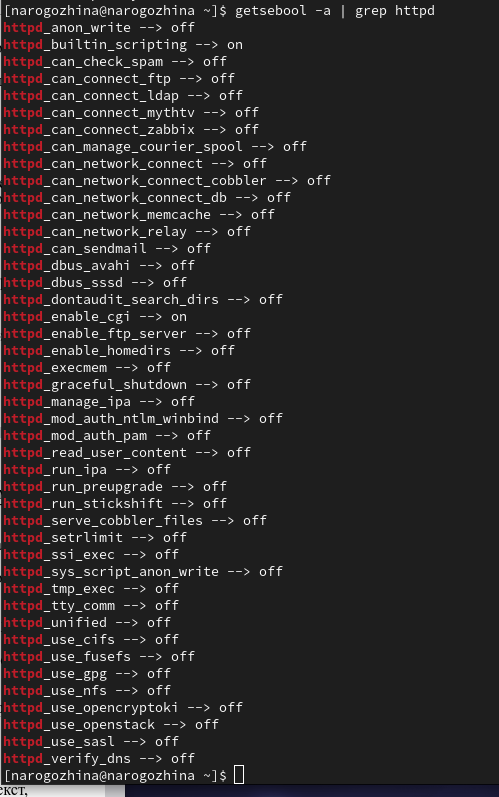 [narogozhina@narogozhina ~]$ getsebool -a | grep httpd
httpd_anon_write --> off
httpd_builtin_scripting --> on
httpd_can_check_spam --> off
httpd_can_connect_ftp --> off
httpd_can_connect_ldap --> off
httpd_can_connect_mythtv --> off
httpd_can_connect_zabbix --> off
httpd_can_manage_courier_spool --> off
httpd_can_network_connect --> off
httpd_can_network_connect_cobbler --> off
httpd_can_network_connect_db --> off
httpd_can_network_memcache --> off
httpd_can_network_relay --> off
httpd_can_sendmail --> off
httpd_dbus_avahi --> off
httpd_dbus_sssd --> off
httpd_dontaudit_search_dirs --> off
httpd_enable_cgi --> on
httpd_enable_ftp_server --> off
httpd_enable_homedirs --> off
httpd_execmem --> off
httpd_graceful_shutdown --> off
httpd_manage_ipa --> off
httpd_mod_auth_ntlm_winbind --> off
httpd_mod_auth_pam --> off
httpd_read_user_content --> off
httpd_run_ipa --> off
httpd_run_preupgrade --> off
httpd_run_stickshift --> off
httpd_serve_cobbler_files --> off
httpd_setrlimit --> off
httpd_ssi_exec --> off
httpd_sys_script_anon_write --> off
httpd_tmp_exec --> off
httpd_tty_comm --> off
httpd_unified --> off
httpd_use_cifs --> off
httpd_use_fusefs --> off
httpd_use_gpg --> off
httpd_use_nfs --> off
httpd_use_opencryptoki --> off
httpd_use_openstack --> off
httpd_use_sasl --> off
httpd_verify_dns --> off
[narogozhina@narogozhina ~]$